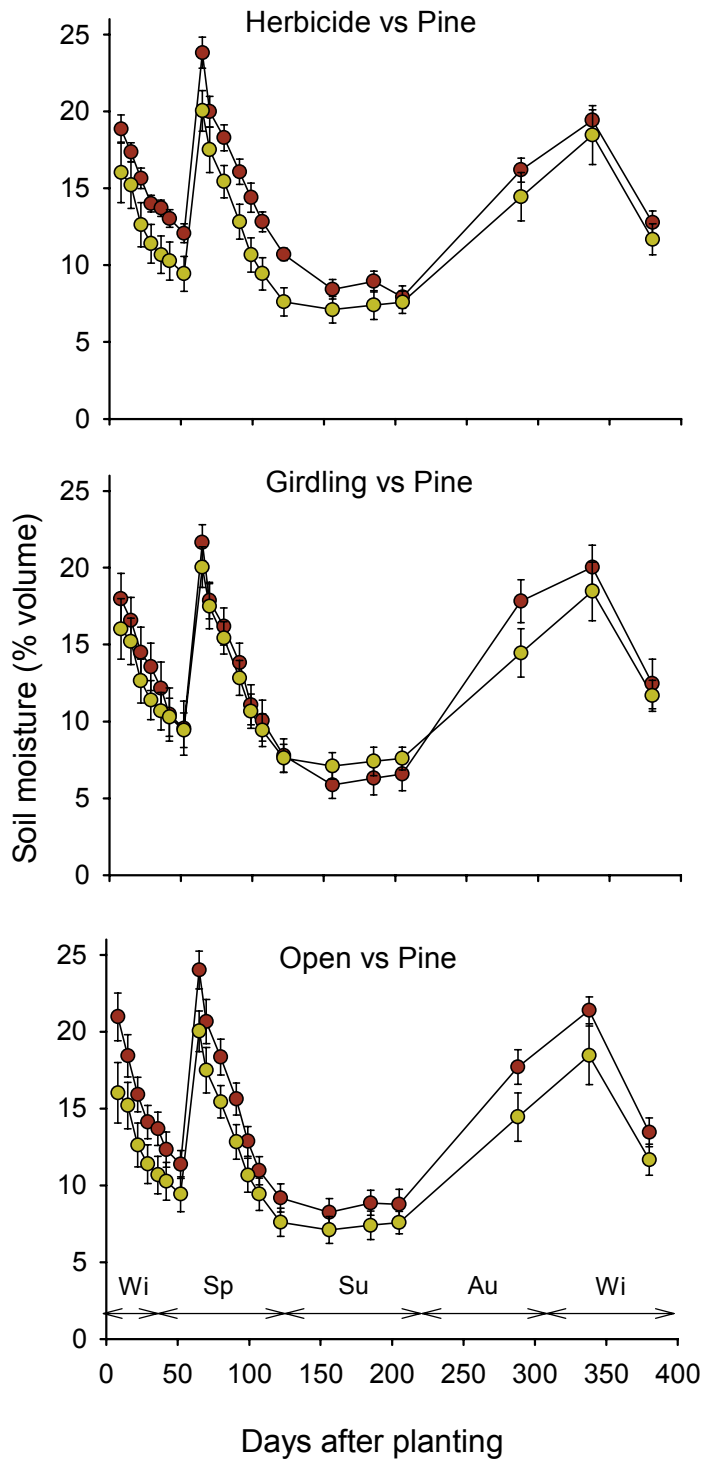 Herbicide vs Pine
25
20
15
10
5
0
Girdling vs Pine
25
20
15
10
5
0
Soil moisture (% volume)
Open vs Pine
25
20
15
10
5
0
Wi Sp Su Au Wi
0 50 100 150 200 250 300 350 400
Days after planting